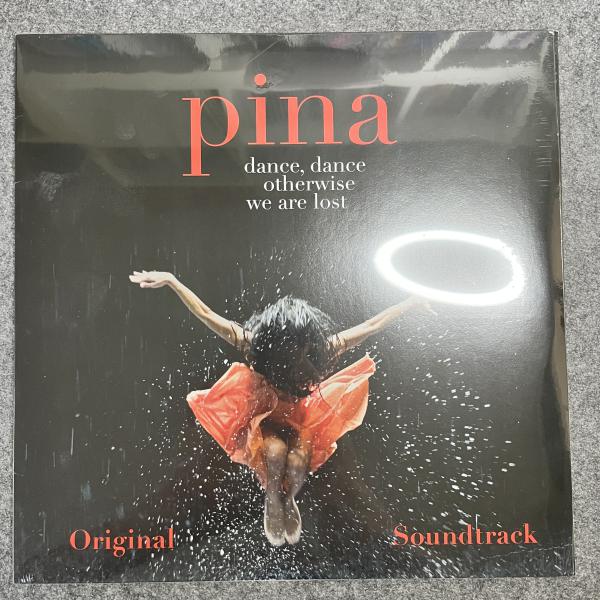 pina
dance, dance
otherwise
we are lost
Original Soundtrack